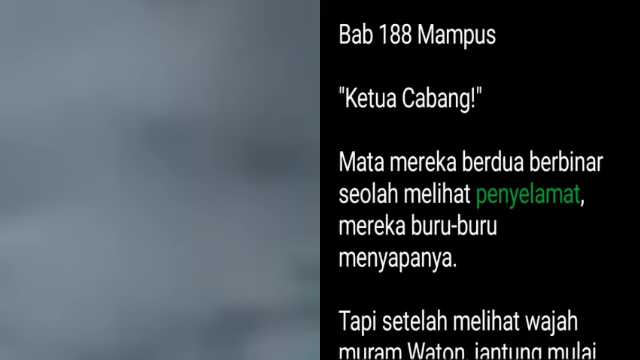 Bab 188 Mampus
"Ketua Cabang!"
Mata mereka berdua berbinar
seolah melihat penyelamat,
mereka buru-buru
menyapanya.
Tapi setelah melihat wajah
muram Waton, jantung mulai